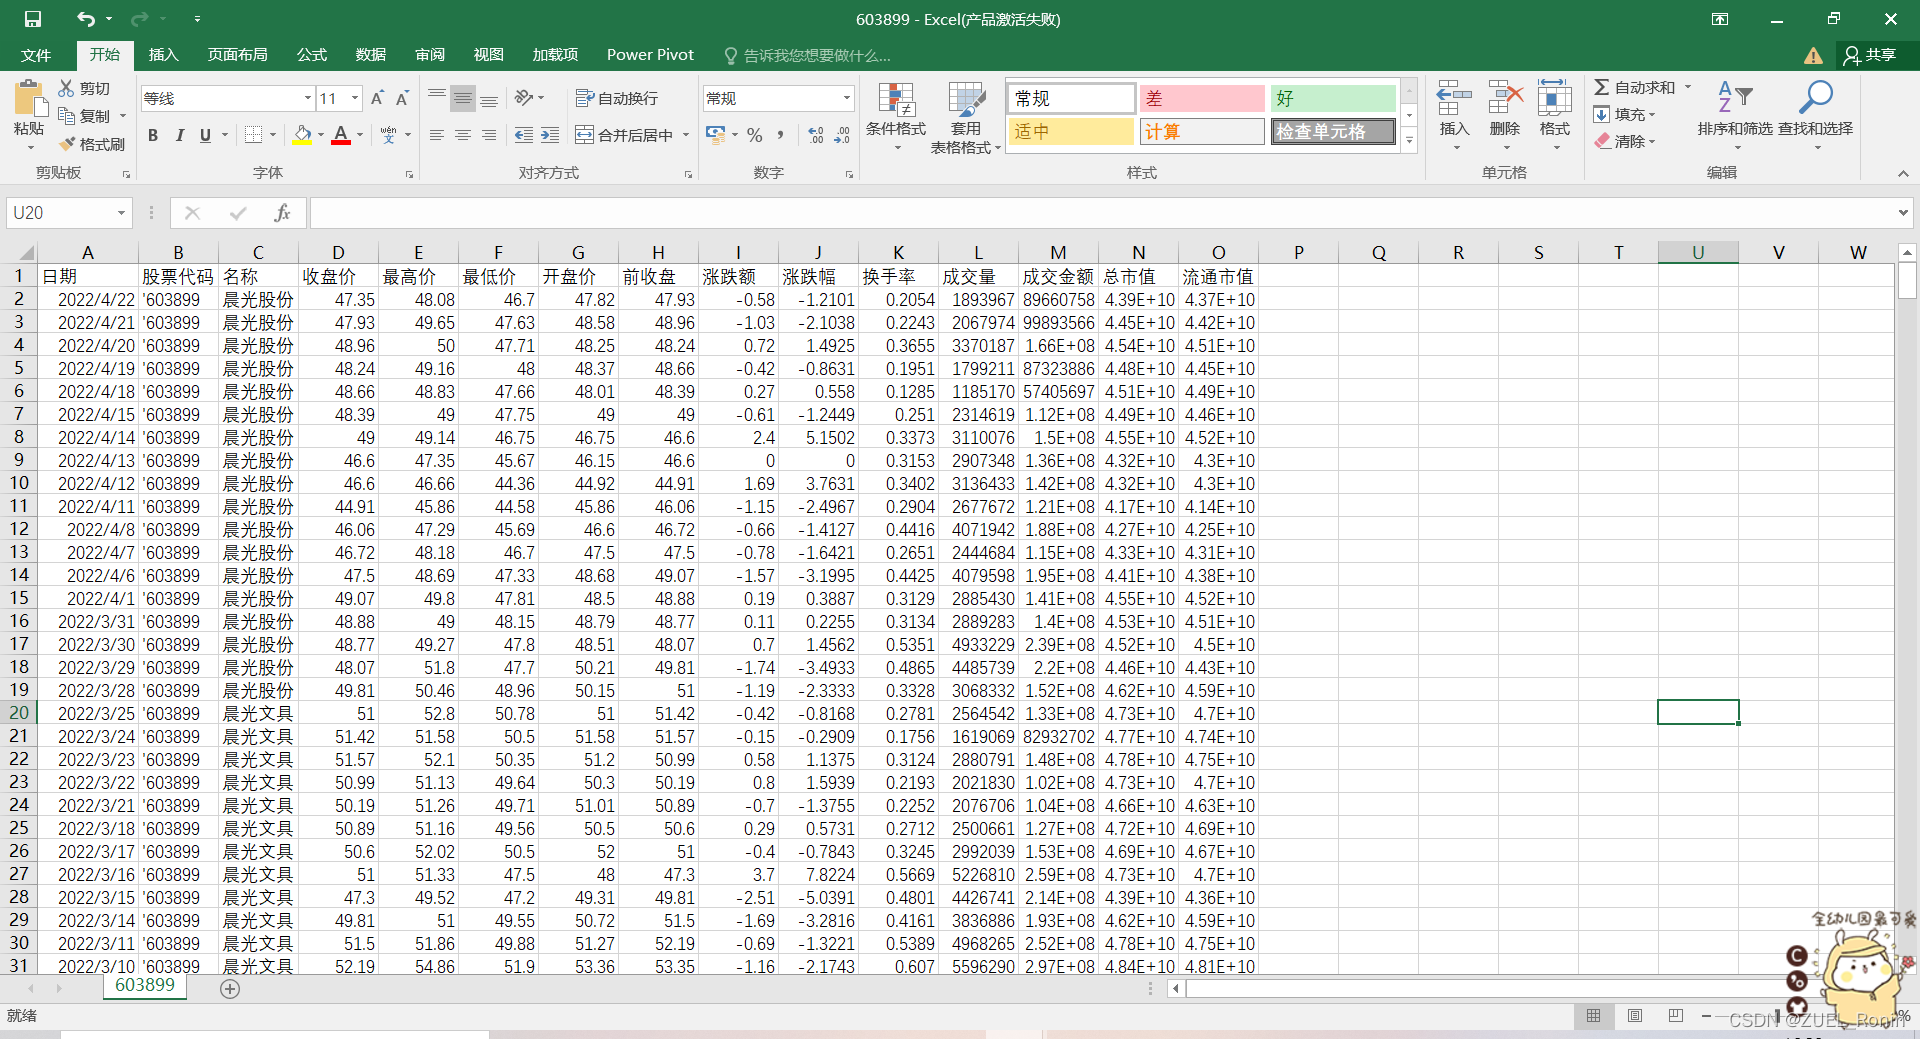 603899 - Excel(产品激活失败)
文件 开始 插入 页面布局 公式 数据 审阅 视图 加载项 Power Pivot 告诉我您想要做什么... 共享
粘贴 剪切 复制 格式刷 剪贴板
等线 11 A A B I U A wén 文 字体
自动换行 合并后居中 对齐方式
常规 % , 数字
条件格式 套用 表格格式
常规 差 好
适中 计算 检查单元格
样式
插入 删除 格式 单元格
自动求和 填充 清除 排序和筛选 查找和选择 编辑
U20 fx
A B C D E F G H I J K L M N O P Q R S T U V W
1 日期 股票代码 名称 收盘价 最高价 最低价 开盘价 前收盘 涨跌额 涨跌幅 换手率 成交量 成交金额 总市值 流通市值
2 2022/4/22 '603899 晨光股份 47.35 48.08 46.7 47.82 47.93 -0.58 -1.2101 0.2054 1893967 89660758 4.39E+10 4.37E+10
3 2022/4/21 '603899 晨光股份 47.93 49.65 47.63 48.58 48.96 -1.03 -2.1038 0.2243 2067974 99893566 4.45E+10 4.42E+10
4 2022/4/20 '603899 晨光股份 48.96 50 47.71 48.25 48.24 0.72 1.4925 0.3655 3370187 1.66E+08 4.54E+10 4.51E+10
5 2022/4/19 '603899 晨光股份 48.24 49.16 48 48.37 48.66 -0.42 -0.8631 0.1951 1799211 87323886 4.48E+10 4.45E+10
6 2022/4/18 '603899 晨光股份 48.66 48.83 47.66 48.01 48.39 0.27 0.558 0.1285 1185170 57405697 4.51E+10 4.49E+10
7 2022/4/15 '603899 晨光股份 48.39 49 47.75 49 49 -0.61 -1.2449 0.251 2314619 1.12E+08 4.49E+10 4.46E+10
8 2022/4/14 '603899 晨光股份 49 49.14 46.75 46.75 46.6 2.4 5.1502 0.3373 3110076 1.5E+08 4.55E+10 4.52E+10
9 2022/4/13 '603899 晨光股份 46.6 47.35 45.67 46.15 46.6 0 0 0.3153 2907348 1.36E+08 4.32E+10 4.3E+10
10 2022/4/12 '603899 晨光股份 46.6 46.66 44.36 44.92 44.91 1.69 3.7631 0.3402 3136433 1.42E+08 4.32E+10 4.3E+10
11 2022/4/11 '603899 晨光股份 44.91 45.86 44.58 45.86 46.06 -1.15 -2.4967 0.2904 2677672 1.21E+08 4.17E+10 4.14E+10
12 2022/4/8 '603899 晨光股份 46.06 47.29 45.69 46.6 46.72 -0.66 -1.4127 0.4416 4071942 1.88E+08 4.27E+10 4.25E+10
13 2022/4/7 '603899 晨光股份 46.72 48.18 46.7 47.5 47.5 -0.78 -1.6421 0.2651 2444684 1.15E+08 4.33E+10 4.31E+10
14 2022/4/6 '603899 晨光股份 47.5 48.69 47.33 48.68 49.07 -1.57 -3.1995 0.4425 4079598 1.95E+08 4.41E+10 4.38E+10
15 2022/4/1 '603899 晨光股份 49.07 49.8 47.81 48.5 48.88 0.19 0.3887 0.3129 2885430 1.41E+08 4.55E+10 4.52E+10
16 2022/3/31 '603899 晨光股份 48.88 49 48.15 48.79 48.77 0.11 0.2255 0.3134 2889283 1.4E+08 4.53E+10 4.51E+10
17 2022/3/30 '603899 晨光股份 48.77 49.27 47.8 48.51 48.07 0.7 1.4562 0.5351 4933229 2.39E+08 4.52E+10 4.5E+10
18 2022/3/29 '603899 晨光股份 48.07 51.8 47.7 50.21 49.81 -1.74 -3.4933 0.4865 4485739 2.2E+08 4.46E+10 4.43E+10
19 2022/3/28 '603899 晨光股份 49.81 50.46 48.96 50.15 51 -1.19 -2.3333 0.3328 3068332 1.52E+08 4.62E+10 4.59E+10
20 2022/3/25 '603899 晨光文具 51 52.8 50.78 51 51.42 -0.42 -0.8168 0.2781 2564542 1.33E+08 4.73E+10 4.7E+10
21 2022/3/24 '603899 晨光文具 51.42 51.58 50.5 51.58 51.57 -0.15 -0.2909 0.1756 1619069 82932702 4.77E+10 4.74E+10
22 2022/3/23 '603899 晨光文具 51.57 52.1 50.35 51.2 50.99 0.58 1.1375 0.3124 2880791 1.48E+08 4.78E+10 4.75E+10
23 2022/3/22 '603899 晨光文具 50.99 51.13 49.64 50.3 50.19 0.8 1.5939 0.2193 2021830 1.02E+08 4.73E+10 4.7E+10
24 2022/3/21 '603899 晨光文具 50.19 51.26 49.71 51.01 50.89 -0.7 -1.3755 0.2252 2076706 1.04E+08 4.66E+10 4.63E+10
25 2022/3/18 '603899 晨光文具 50.89 51.16 49.56 50.5 50.6 0.29 0.5731 0.2712 2500661 1.27E+08 4.72E+10 4.69E+10
26 2022/3/17 '603899 晨光文具 50.6 52.02 50.5 52 51 -0.4 -0.7843 0.3245 2992039 1.53E+08 4.69E+10 4.67E+10
27 2022/3/16 '603899 晨光文具 51 51.33 47.5 48 47.3 3.7 7.8224 0.5669 5226810 2.59E+08 4.73E+10 4.7E+10
28 2022/3/15 '603899 晨光文具 47.3 49.52 47.2 49.31 49.81 -2.51 -5.0391 0.4801 4426741 2.14E+08 4.39E+10 4.36E+10
29 2022/3/14 '603899 晨光文具 49.81 51 49.55 50.72 51.5 -1.69 -3.2816 0.4161 3836886 1.93E+08 4.62E+10 4.59E+10
30 2022/3/11 '603899 晨光文具 51.5 51.86 49.88 51.27 52.19 -0.69 -1.3221 0.5389 4968265 2.52E+08 4.78E+10 4.75E+10
31 2022/3/10 '603899 晨光文具 52.19 54.86 51.9 53.36 53.35 -1.16 -2.1743 0.607 5596290 2.97E+08 4.84E+10 4.81E+10
全幼儿园最可爱
603899
就绪
CSDN @ZUEL_Ronin